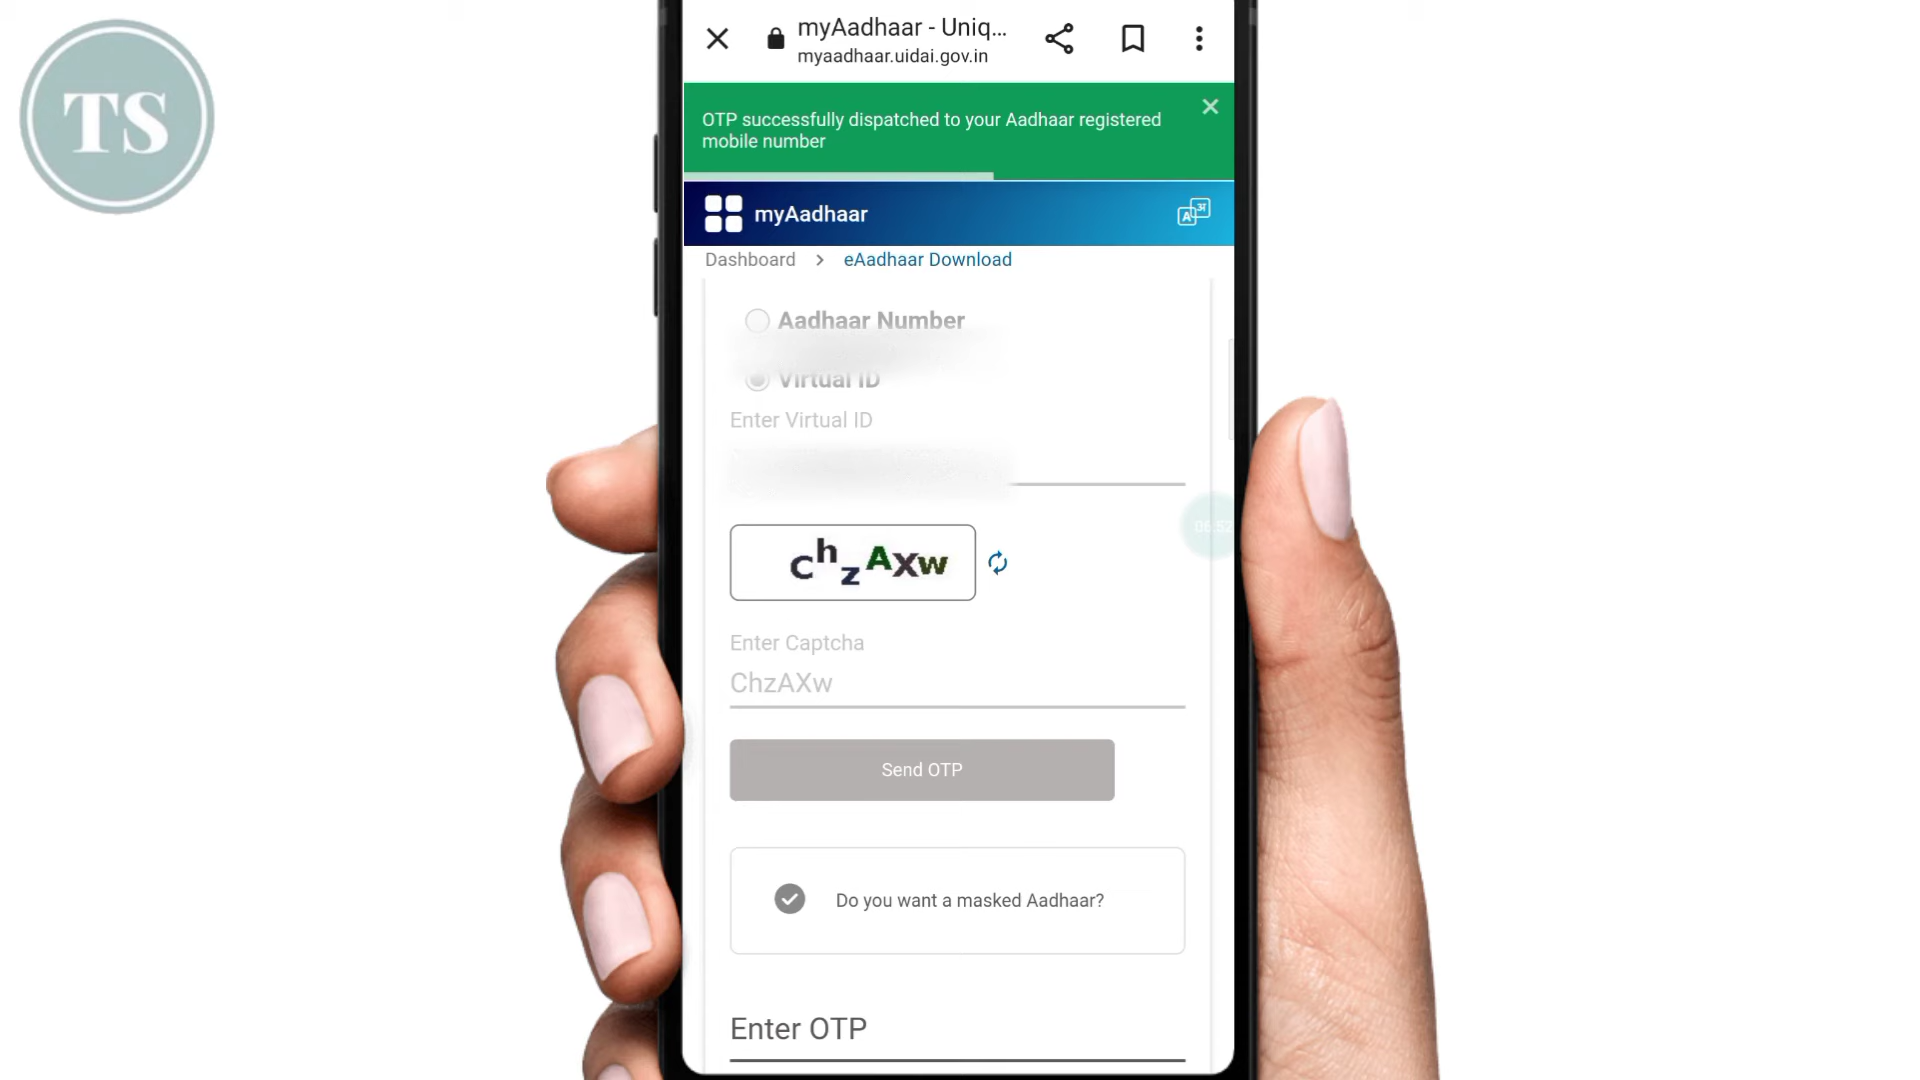 TS
myAadhaar - Uniq...
myaadhaar.uidai.gov.in
OTP successfully dispatched to your Aadhaar registered
mobile number
myAadhaar
A अ
Dashboard > eAadhaar Download
Aadhaar Number
Virtual ID
Enter Virtual ID
06:52
chzAXw
Enter Captcha
ChzAXw
Send OTP
Do you want a masked Aadhaar?
Enter OTP